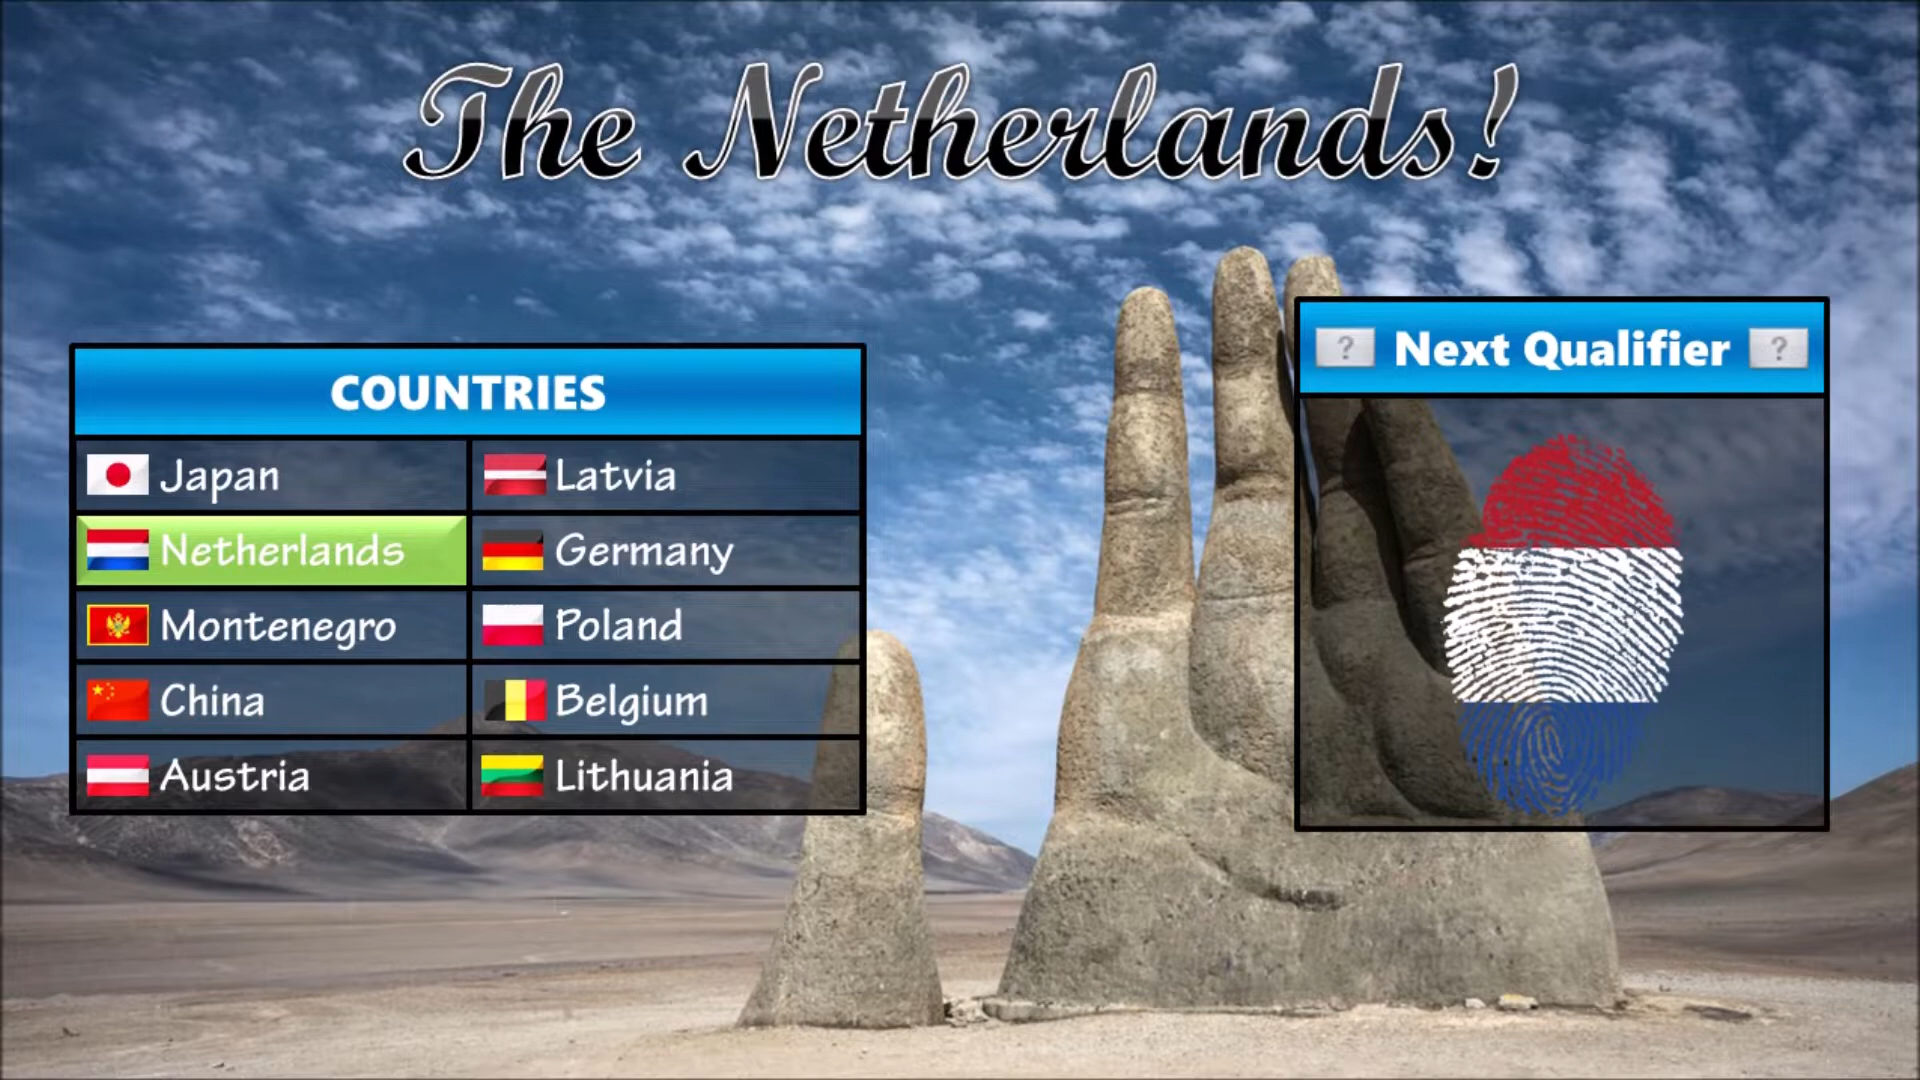 The Netherlands!
? Next Qualifier ?
COUNTRIES
Japan
Latvia
Netherlands
Germany
Montenegro
Poland
China
Belgium
Austria
Lithuania